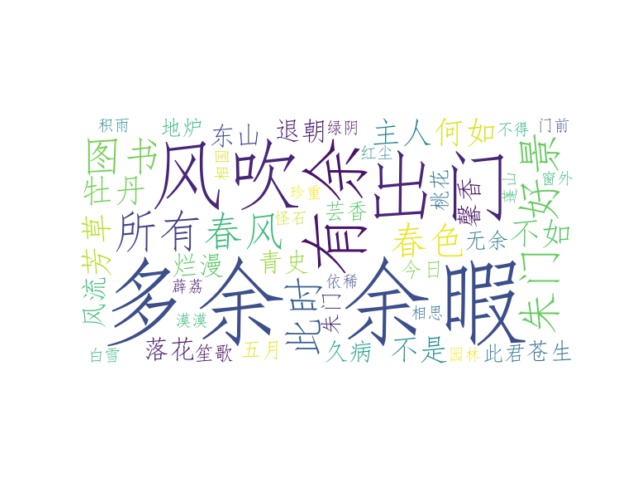 积雨
地炉
东山
退朝
绿阴
主人
何如
不得
门前
图书
风吹
相国
余
红尘
出门
好景
牡丹
珍重
桃花
馨香
蓬山
窗外
芳草
所有
春风
怪石
芸香
有
春色
无余
不如
风流
烂漫
青史
依稀
今日
朱门
薜荔
多余
漠漠
此时
朱门
余暇
相思
白雪
落花
笙歌
五月
久病
不是
园林
此君
苍生